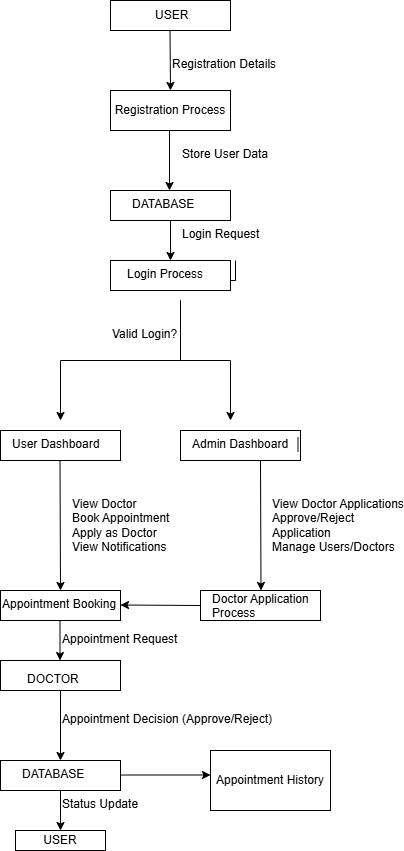 USER
Registration Details
Registration Process
Store User Data
DATABASE
Login Request
Login Process
Valid Login?
User Dashboard
Admin Dashboard
View Doctor
Book Appointment
Apply as Doctor
View Notifications
View Doctor Applications
Approve/Reject
Application
Manage Users/Doctors
Appointment Booking
Doctor Application
Process
Appointment Request
DOCTOR
Appointment Decision (Approve/Reject)
DATABASE
Appointment History
Status Update
USER